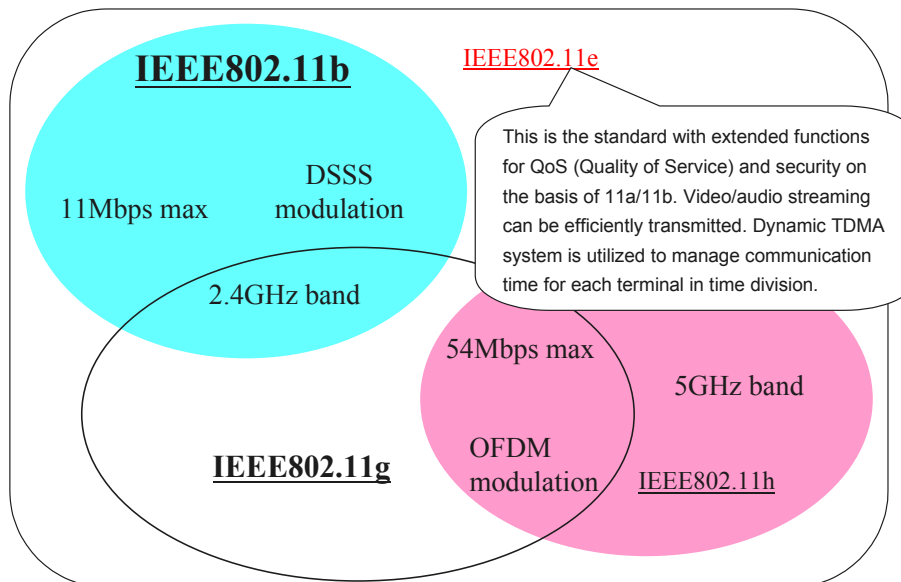 IEEE802.11b
IEEE802.11e
This is the standard with extended functions
for QoS (Quality of Service) and security on
the basis of 11a/11b. Video/audio streaming
can be efficiently transmitted. Dynamic TDMA
system is utilized to manage communication
time for each terminal in time division.
11Mbps max
DSSS
modulation
2.4GHz band
54Mbps max
5GHz band
IEEE802.11g
OFDM
modulation
IEEE802.11h